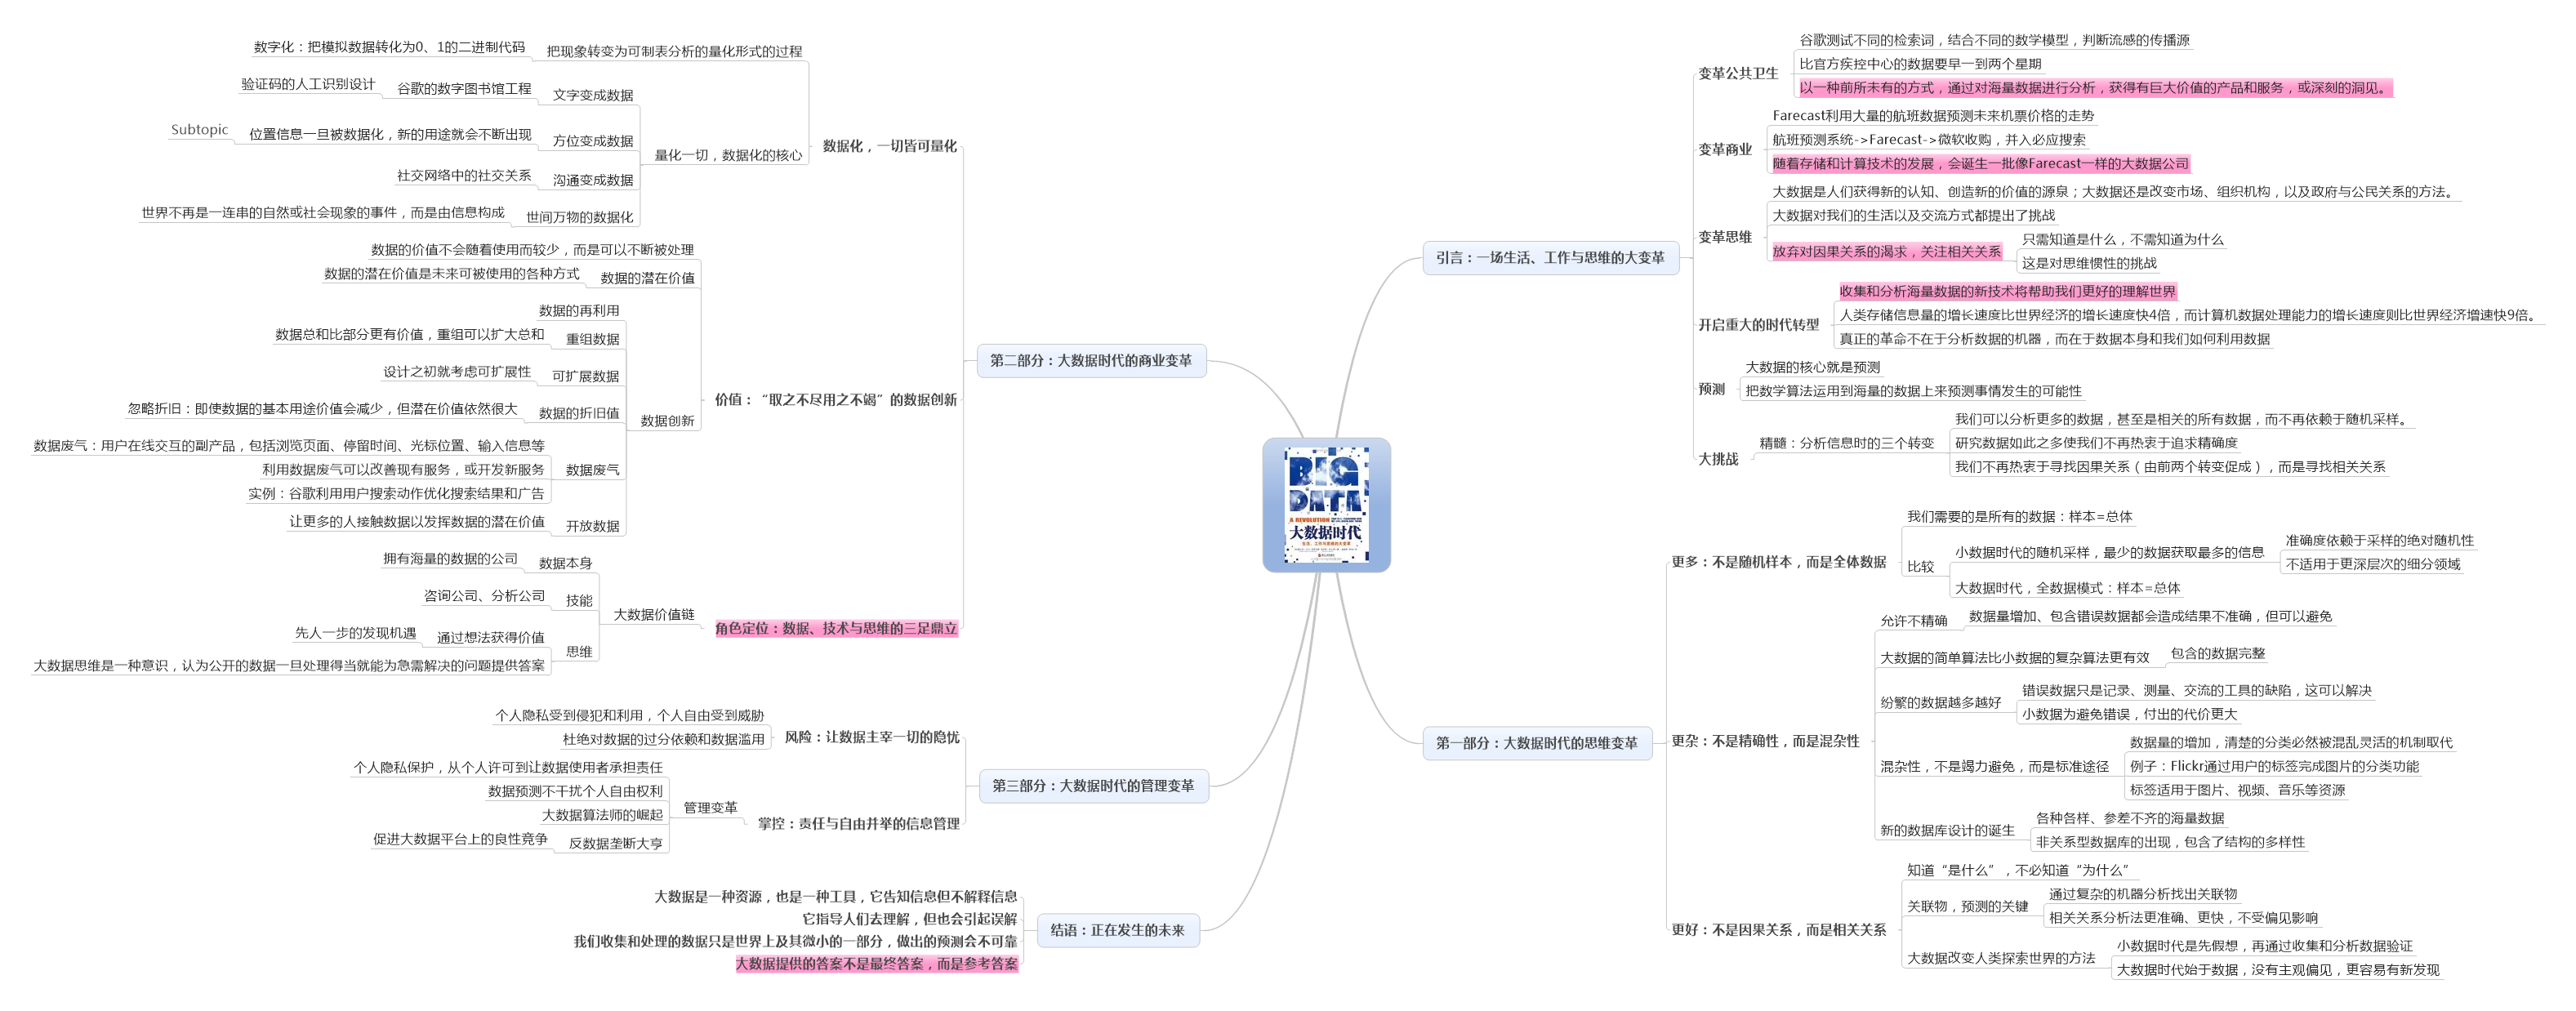 BIG
DATA
A REVOLUTION
大数据时代
生活、工作与思维的大变革
引言：一场生活、工作与思维的大变革
变革公共卫生
谷歌测试不同的检索词，结合不同的数学模型，判断流感的传播源
比官方疾控中心的数据要早一到两个星期
以一种前所未有的方式，通过对海量数据进行分析，获得有巨大价值的产品和服务，或深刻的洞见。
变革商业
Farecast利用大量的航班数据预测未来机票价格的走势
航班预测系统->Farecast->微软收购，并入必应搜索
随着存储和计算技术的发展，会诞生一批像Farecast一样的大数据公司
变革思维
大数据是人们获得新的认知、创造新的价值的源泉；大数据还是改变市场、组织机构，以及政府与公民关系的方法。
大数据对我们的生活以及交流方式都提出了挑战
放弃对因果关系的渴求，关注相关关系
只需知道是什么，不需知道为什么
这是对思维惯性的挑战
开启重大的时代转型
收集和分析海量数据的新技术将帮助我们更好的理解世界
人类存储信息量的增长速度比世界经济的增长速度快4倍，而计算机数据处理能力的增长速度则比世界经济增速快9倍。
真正的革命不在于分析数据的机器，而在于数据本身和我们如何利用数据
预测
大数据的核心就是预测
把数学算法运用到海量的数据上来预测事情发生的可能性
大挑战
精髓：分析信息时的三个转变
我们可以分析更多的数据，甚至是相关的所有数据，而不再依赖于随机采样。
研究数据如此之多使我们不再热衷于追求精确度
我们不再热衷于寻找因果关系（由前两个转变促成），而是寻找相关关系
第一部分：大数据时代的思维变革
更多：不是随机样本，而是全体数据
我们需要的是所有的数据：样本=总体
比较
小数据时代的随机采样，最少的数据获取最多的信息
准确度依赖于采样的绝对随机性
不适用于更深层次的细分领域
大数据时代，全数据模式：样本=总体
更杂：不是精确性，而是混杂性
允许不精确
数据量增加、包含错误数据都会造成结果不准确，但可以避免
大数据的简单算法比小数据的复杂算法更有效
包含的数据完整
纷繁的数据越多越好
错误数据只是记录、测量、交流的工具的缺陷，这可以解决
小数据为避免错误，付出的代价更大
混杂性，不是竭力避免，而是标准途径
数据量的增加，清楚的分类必然被混乱灵活的机制取代
例子：Flickr通过用户的标签完成图片的分类功能
标签适用于图片、视频、音乐等资源
新的数据库设计的诞生
各种各样、参差不齐的海量数据
非关系型数据库的出现，包含了结构的多样性
更好：不是因果关系，而是相关关系
知道“是什么”，不必知道“为什么”
关联物，预测的关键
通过复杂的机器分析找出关联物
相关关系分析法更准确、更快，不受偏见影响
大数据改变人类探索世界的方法
小数据时代是先假想，再通过收集和分析数据验证
大数据时代始于数据，没有主观偏见，更容易有新发现
第二部分：大数据时代的商业变革
数据化，一切皆可量化
把现象转变为可制表分析的量化形式的过程
数字化：把模拟数据转化为0、1的二进制代码
量化一切，数据化的核心
文字变成数据
谷歌的数字图书馆工程
验证码的人工识别设计
方位变成数据
位置信息一旦被数据化，新的用途就会不断出现
Subtopic
沟通变成数据
社交网络中的社交关系
世间万物的数据化
世界不再是一连串的自然或社会现象的事件，而是由信息构成
价值：“取之不尽用之不竭”的数据创新
数据的价值不会随着使用而较少，而是可以不断被处理
数据的潜在价值
数据的潜在价值是未来可被使用的各种方式
数据创新
数据的再利用
重组数据
数据总和比部分更有价值，重组可以扩大总和
可扩展数据
设计之初就考虑可扩展性
数据的折旧值
忽略折旧：即使数据的基本用途价值会减少，但潜在价值依然很大
数据废气
数据废气：用户在线交互的副产品，包括浏览页面、停留时间、光标位置、输入信息等
利用数据废气可以改善现有服务，或开发新服务
实例：谷歌利用用户搜索动作优化搜索结果和广告
开放数据
让更多的人接触数据以发挥数据的潜在价值
角色定位：数据、技术与思维的三足鼎立
大数据价值链
数据本身
拥有海量的数据的公司
技能
咨询公司、分析公司
思维
通过想法获得价值
先人一步的发现机遇
大数据思维是一种意识，认为公开的数据一旦处理得当就能为急需解决的问题提供答案
第三部分：大数据时代的管理变革
风险：让数据主宰一切的隐忧
个人隐私受到侵犯和利用，个人自由受到威胁
杜绝对数据的过分依赖和数据滥用
掌控：责任与自由并举的信息管理
管理变革
个人隐私保护，从个人许可到让数据使用者承担责任
数据预测不干扰个人自由权利
大数据算法师的崛起
反数据垄断大亨
促进大数据平台上的良性竞争
结语：正在发生的未来
大数据是一种资源，也是一种工具，它告知信息但不解释信息
它指导人们去理解，但也会引起误解
我们收集和处理的数据只是世界上及其微小的一部分，做出的预测会不可靠
大数据提供的答案不是最终答案，而是参考答案